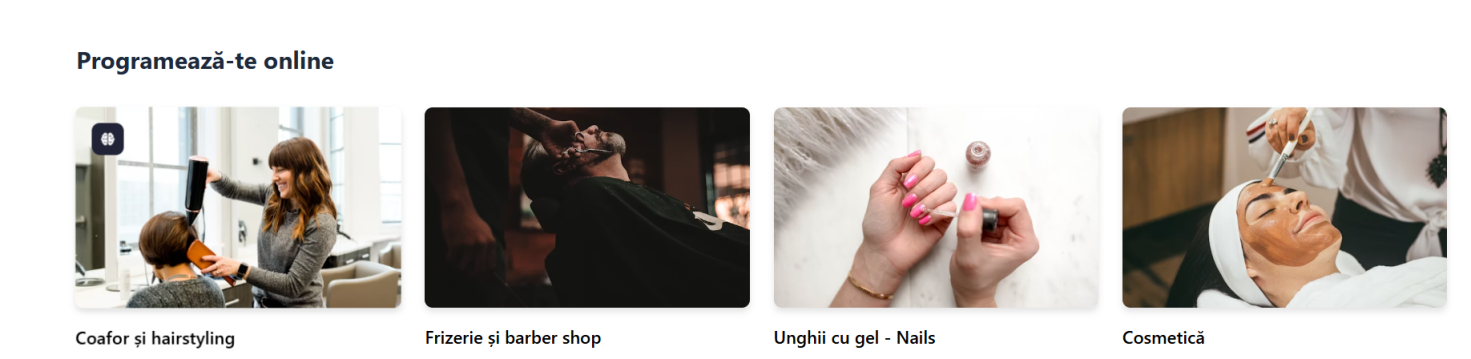 Programează-te online
Coafor și hairstyling
Frizerie și barber shop
Unghii cu gel - Nails
Cosmetică